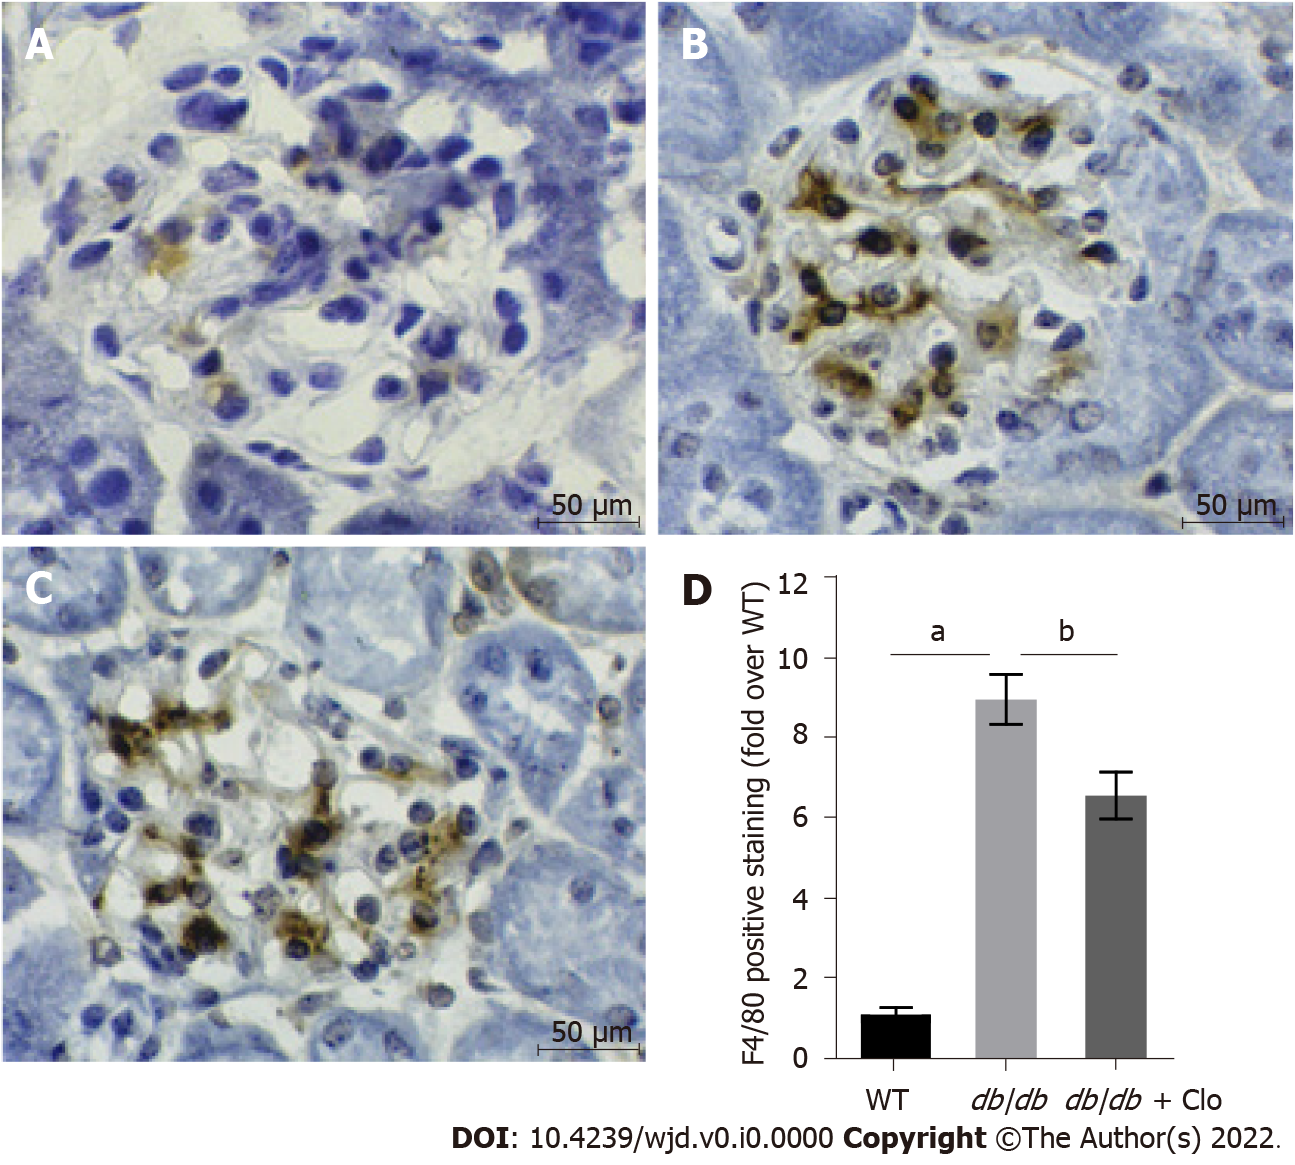 A
B
50 µm
50 µm
C
D
F4/80 positive staining (fold over WT)
12
10
8
6
4
2
0
a
b
WT
db/db
db/db + Clo
50 µm
DOI: 10.4239/wjd.v0.i0.0000 Copyright ©The Author(s) 2022.